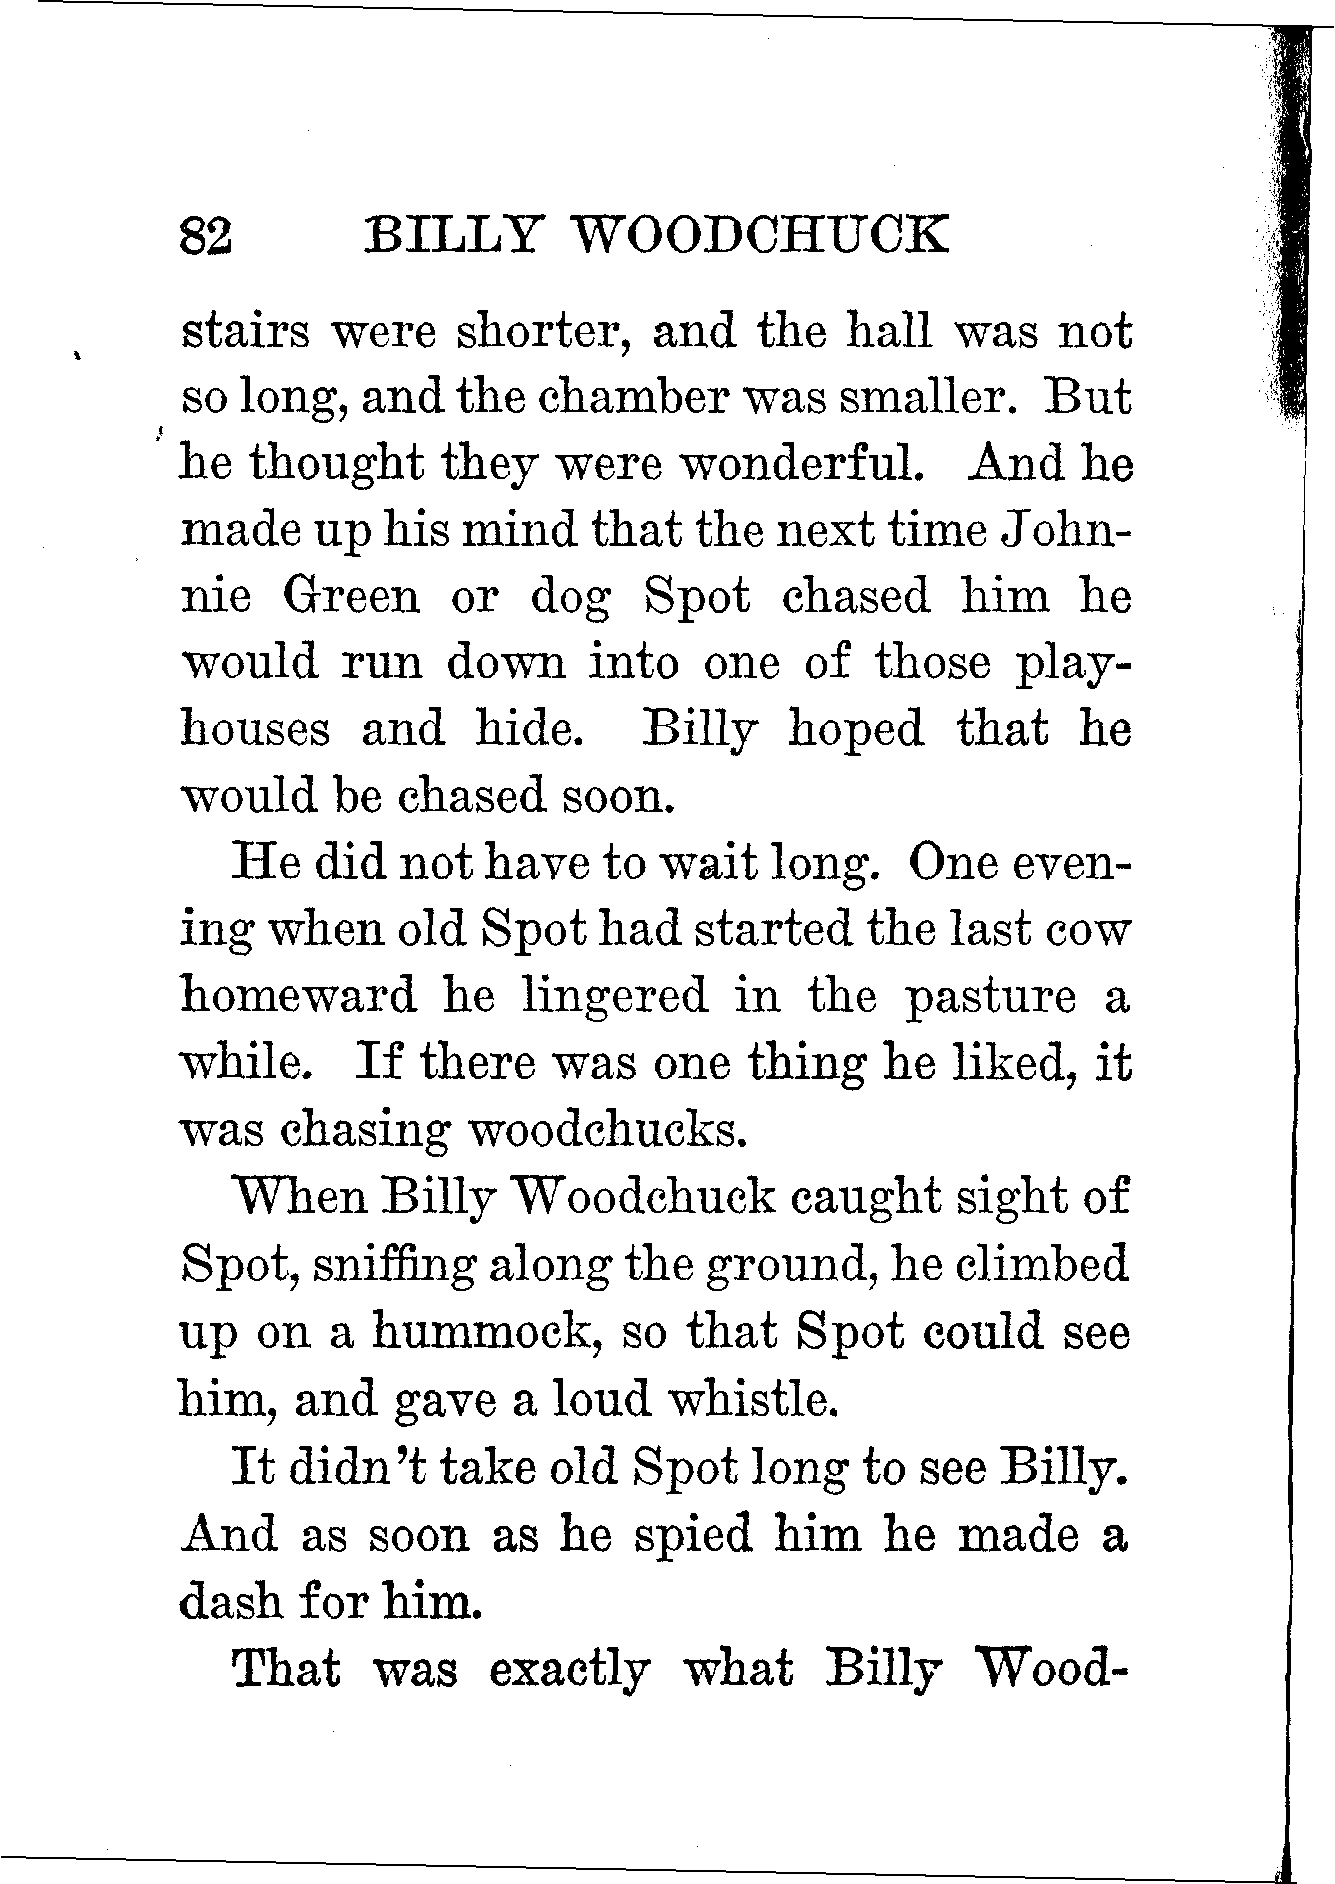 82 BILLY WOODCHUCK
stairs were shorter, and the hall was not
so long, and the chamber was smaller. But
he thought they were wonderful. And he
made up his mind that the next time John-
nie Green or dog Spot chased him he
would run down into one of those play-
houses and hide. Billy hoped that he
would be chased soon.
He did not have to wait long. One even-
ing when old Spot had started the last cow
homeward he lingered in the pasture a
while. If there was one thing he liked, it
was chasing woodchucks.
When Billy Woodchuck caught sight of
Spot, sniffing along the ground, he climbed
up on a hummock, so that Spot could see
him, and gave a loud whistle.
It didn't take old Spot long to see Billy.
And as soon as he spied him he made a
dash for him.
That was exactly what Billy Wood-